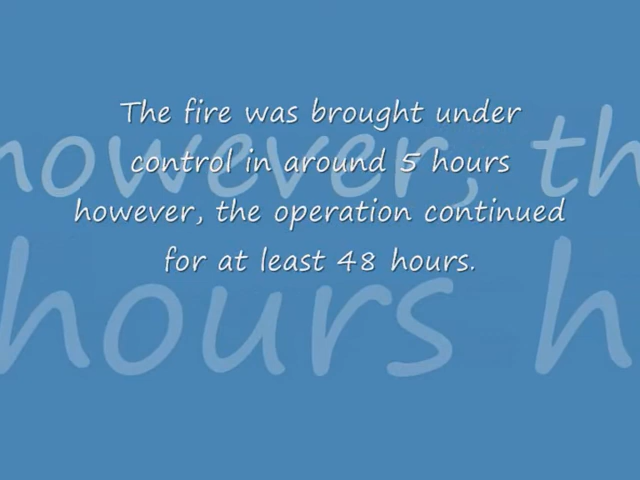 The fire was brought under
control in around 5 hours
however, the operation continued
for at least 48 hours.
however, th
hours h